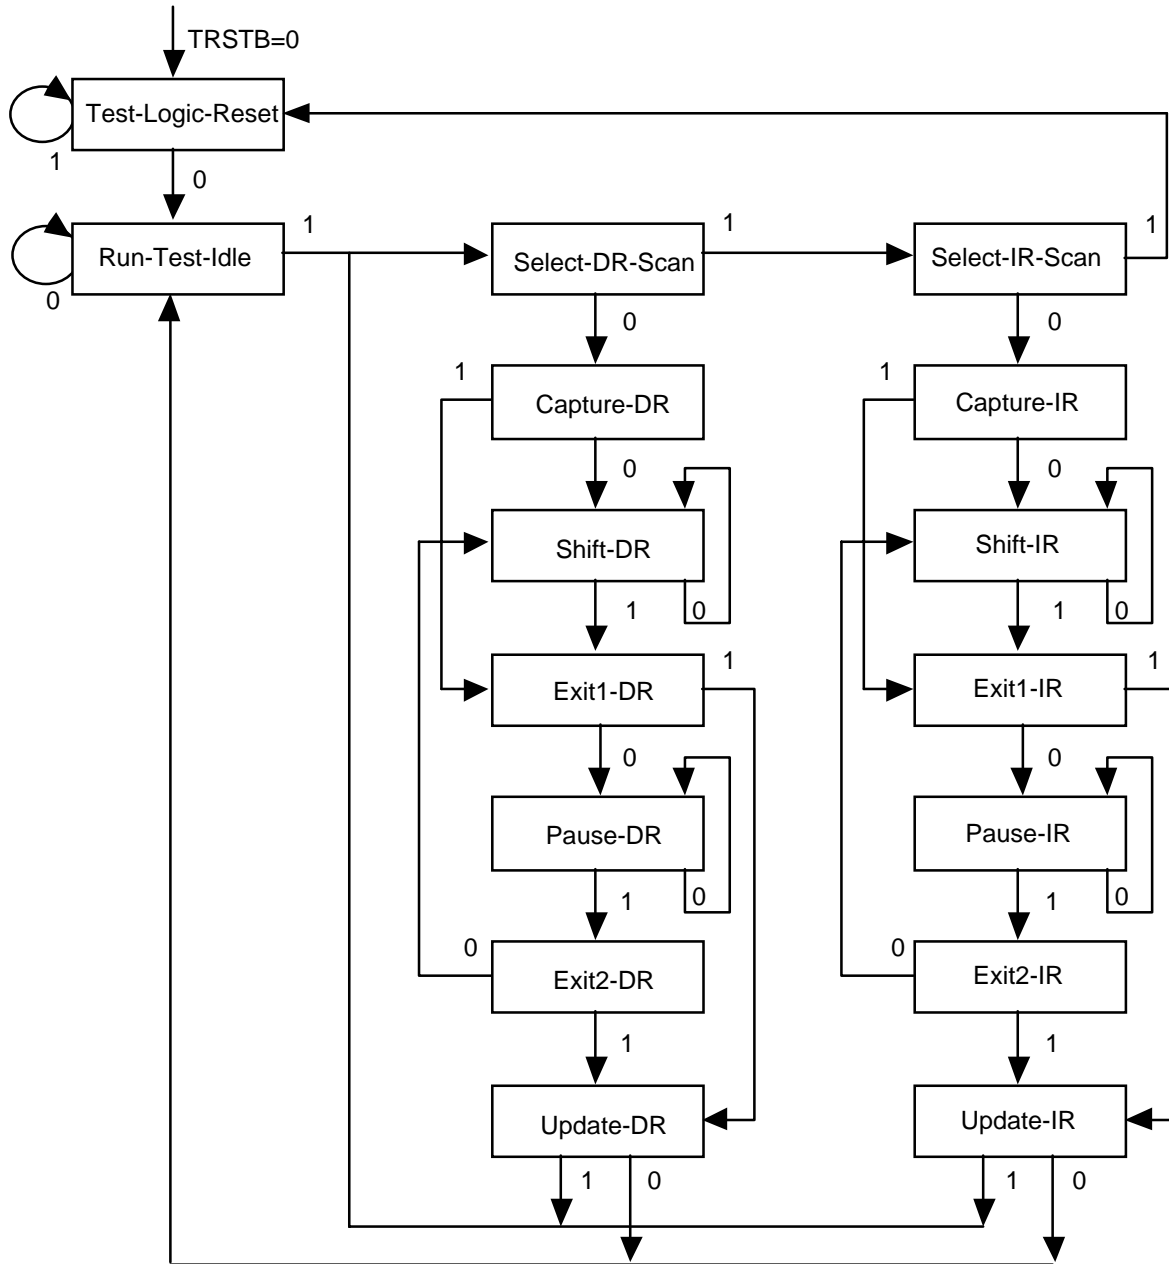 TRSTB=0
Test-Logic-Reset
1
0
Run-Test-Idle
1
0
Select-DR-Scan
1
Select-IR-Scan
1
0
0
1
Capture-DR
1
Capture-IR
0
0
Shift-DR
Shift-IR
1
0
1
0
Exit1-DR
1
Exit1-IR
1
0
0
Pause-DR
Pause-IR
1
0
1
0
0
Exit2-DR
0
Exit2-IR
1
1
Update-DR
Update-IR
1
0
1
0